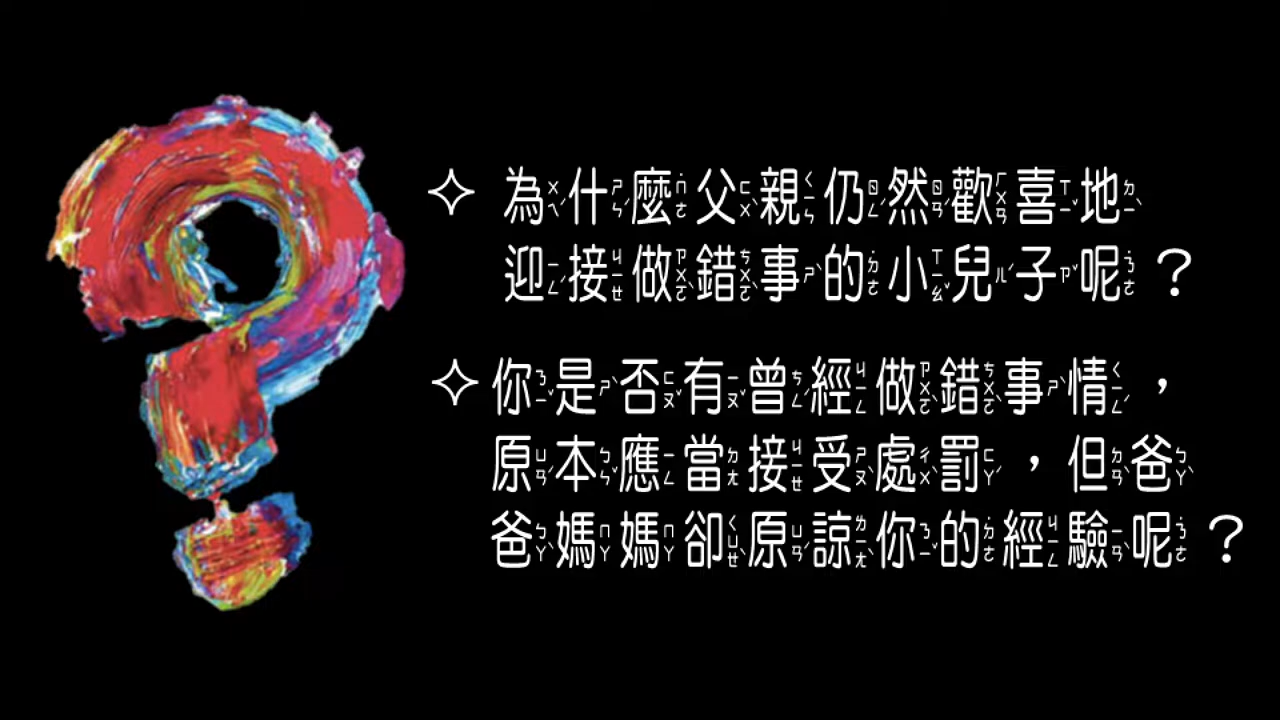 ✧ 為什麼父親仍然歡喜地
迎接做錯事的小兒子呢？
✧ 你是否有曾經做錯事情，
原本應當接受處罰，但爸
爸媽媽卻原諒你的經驗呢？